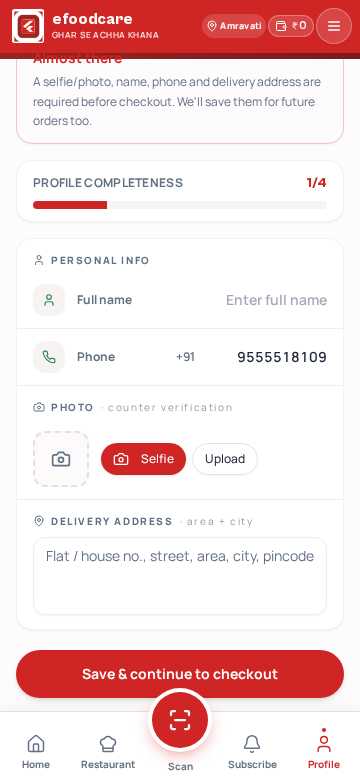 efoodcare
GHAR SE ACHHA KHANA
Amravati
₹ 0
Almost there
A selfie/photo, name, phone and delivery address are
required before checkout. We'll save them for future
orders too.
PROFILE COMPLETENESS
1/4
PERSONAL INFO
Full name
Enter full name
Phone
+91
9555518109
PHOTO · counter verification
Selfie
Upload
DELIVERY ADDRESS · area + city
Flat / house no., street, area, city, pincode
Save & continue to checkout
Home
Restaurant
Scan
Subscribe
Profile